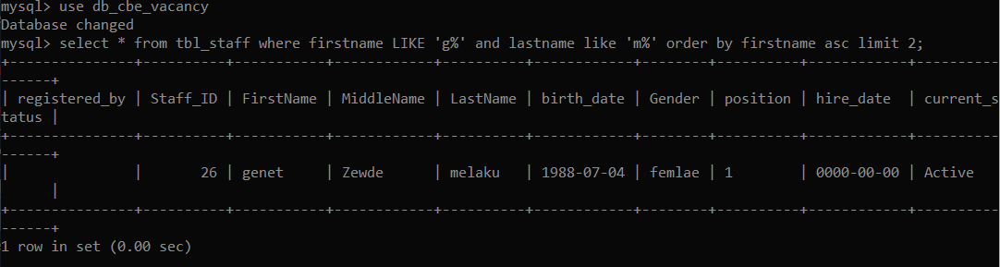 mysql> use db_cbe_vacancy
Database changed
mysql> select * from tbl_staff where firstname LIKE 'g%' and lastname like 'm%' order by firstname asc limit 2;
+---------------+----------+-----------+------------+----------+------------+--------+----------+------------+----------
------+
| registered_by | Staff_ID | FirstName | MiddleName | LastName | birth_date | Gender | position | hire_date  | current_s
tatus |
+---------------+----------+-----------+------------+----------+------------+--------+----------+------------+----------
------+
|               |       26 | genet     | Zewde      | melaku   | 1988-07-04 | femlae | 1        | 0000-00-00 | Active
      |
+---------------+----------+-----------+------------+----------+------------+--------+----------+------------+----------
------+
1 row in set (0.00 sec)